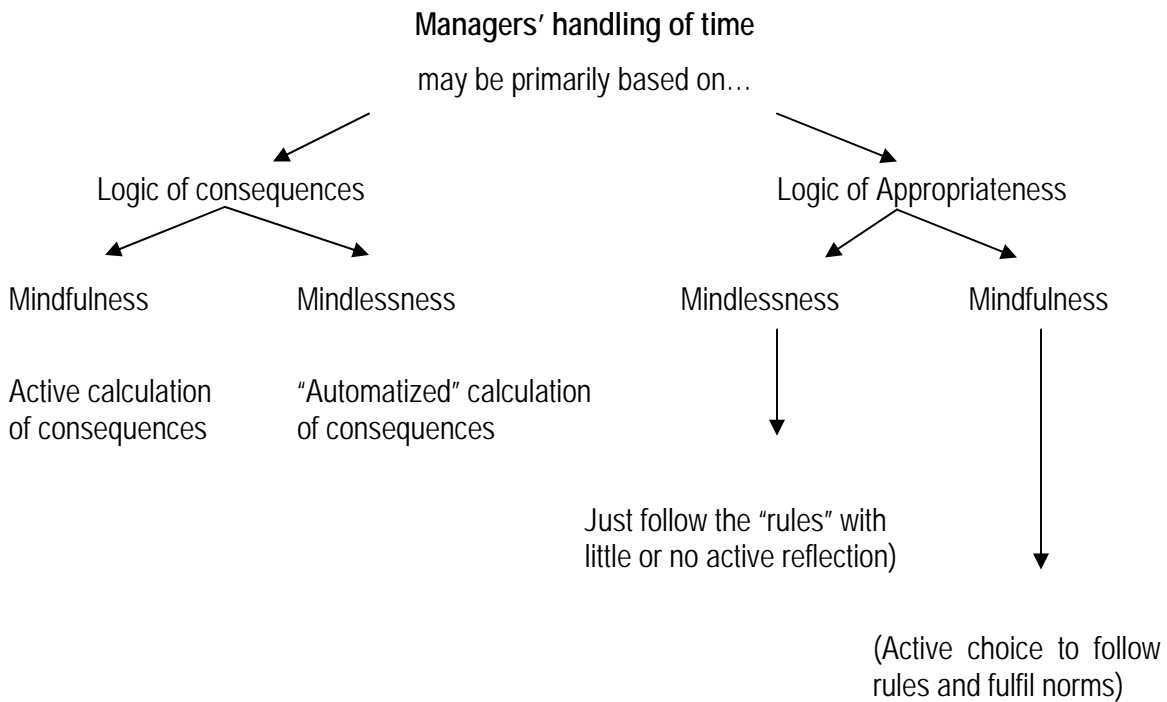 Managers’ handling of time
may be primarily based on…
Logic of consequences
Logic of Appropriateness
Mindfulness
Mindlessness
Mindlessness
Mindfulness
Active calculation
of consequences
“Automatized” calculation
of consequences
Just follow the “rules” with
little or no active reflection)
(Active choice to follow
rules and fulfil norms)